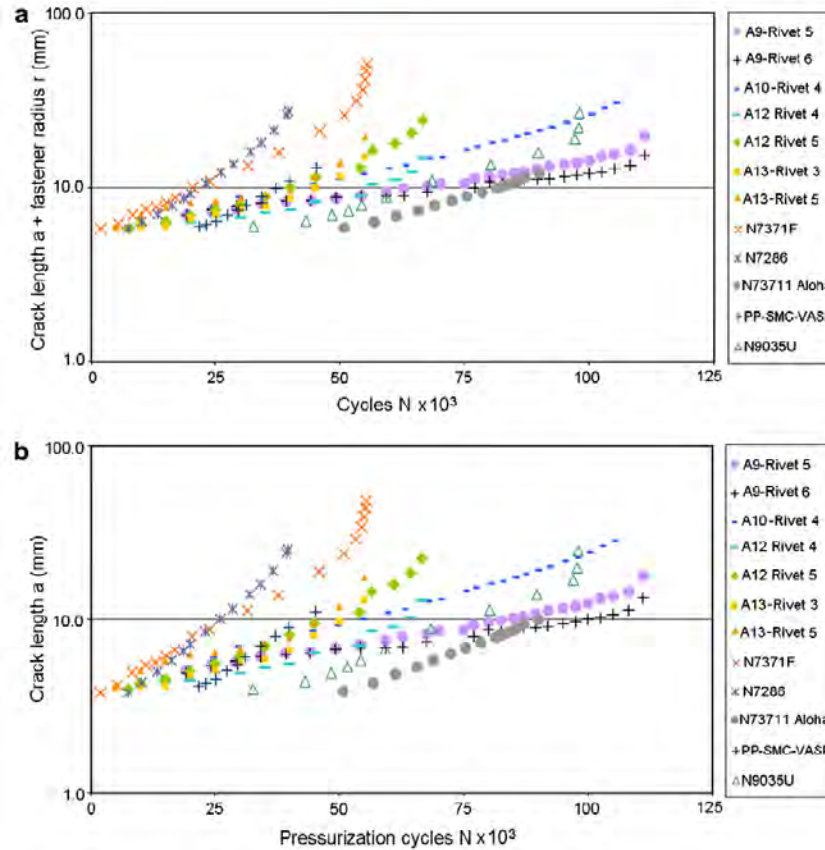 a
Crack length a + fastener radius r (mm)
100.0
10.0
1.0
0
25
50
75
100
125
Cycles N x10³
A9-Rivet 5
A9-Rivet 6
A10-Rivet 4
A12 Rivet 4
A12 Rivet 5
A13-Rivet 3
A13-Rivet 5
N7371F
N7286
N73711 Aloha
PP-SMC-VASP
N9035U
b
Crack length a (mm)
100.0
10.0
1.0
0
25
50
75
100
125
Pressurization cycles N x10³
A9-Rivet 5
A9-Rivet 6
A10-Rivet 4
A12 Rivet 4
A12 Rivet 5
A13-Rivet 3
A13-Rivet 5
N7371F
N7286
N73711 Aloha
PP-SMC-VASP
N9035U